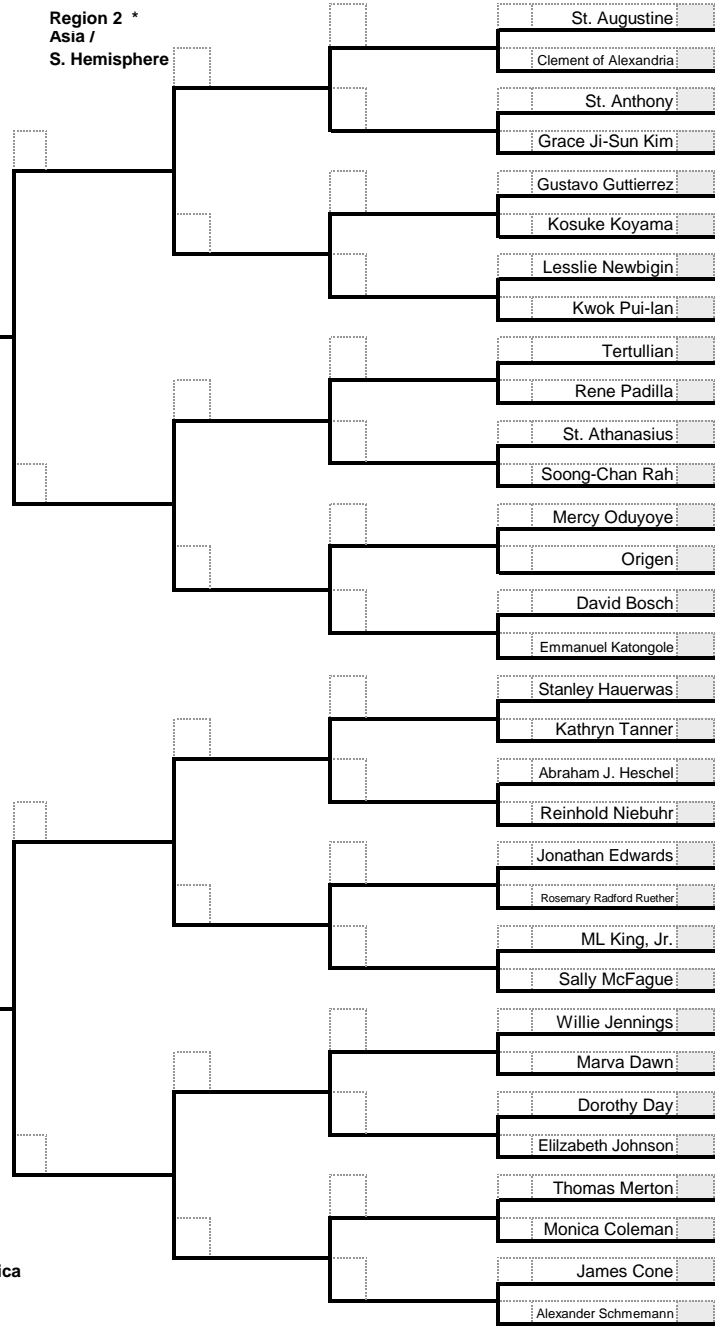 Region 2 *
Asia /
S. Hemisphere
St. Augustine
Clement of Alexandria
St. Anthony
Grace Ji-Sun Kim
Gustavo Guttierrez
Kosuke Koyama
Lesslie Newbigin
Kwok Pui-lan
Tertullian
Rene Padilla
St. Athanasius
Soong-Chan Rah
Mercy Oduyoye
Origen
David Bosch
Emmanuel Katongole
Stanley Hauerwas
Kathryn Tanner
Abraham J. Heschel
Reinhold Niebuhr
Jonathan Edwards
Rosemary Radford Ruether
ML King, Jr.
Sally McFague
Willie Jennings
Marva Dawn
Dorothy Day
Elilzabeth Johnson
Thomas Merton
Monica Coleman
ica
James Cone
Alexander Schmemann